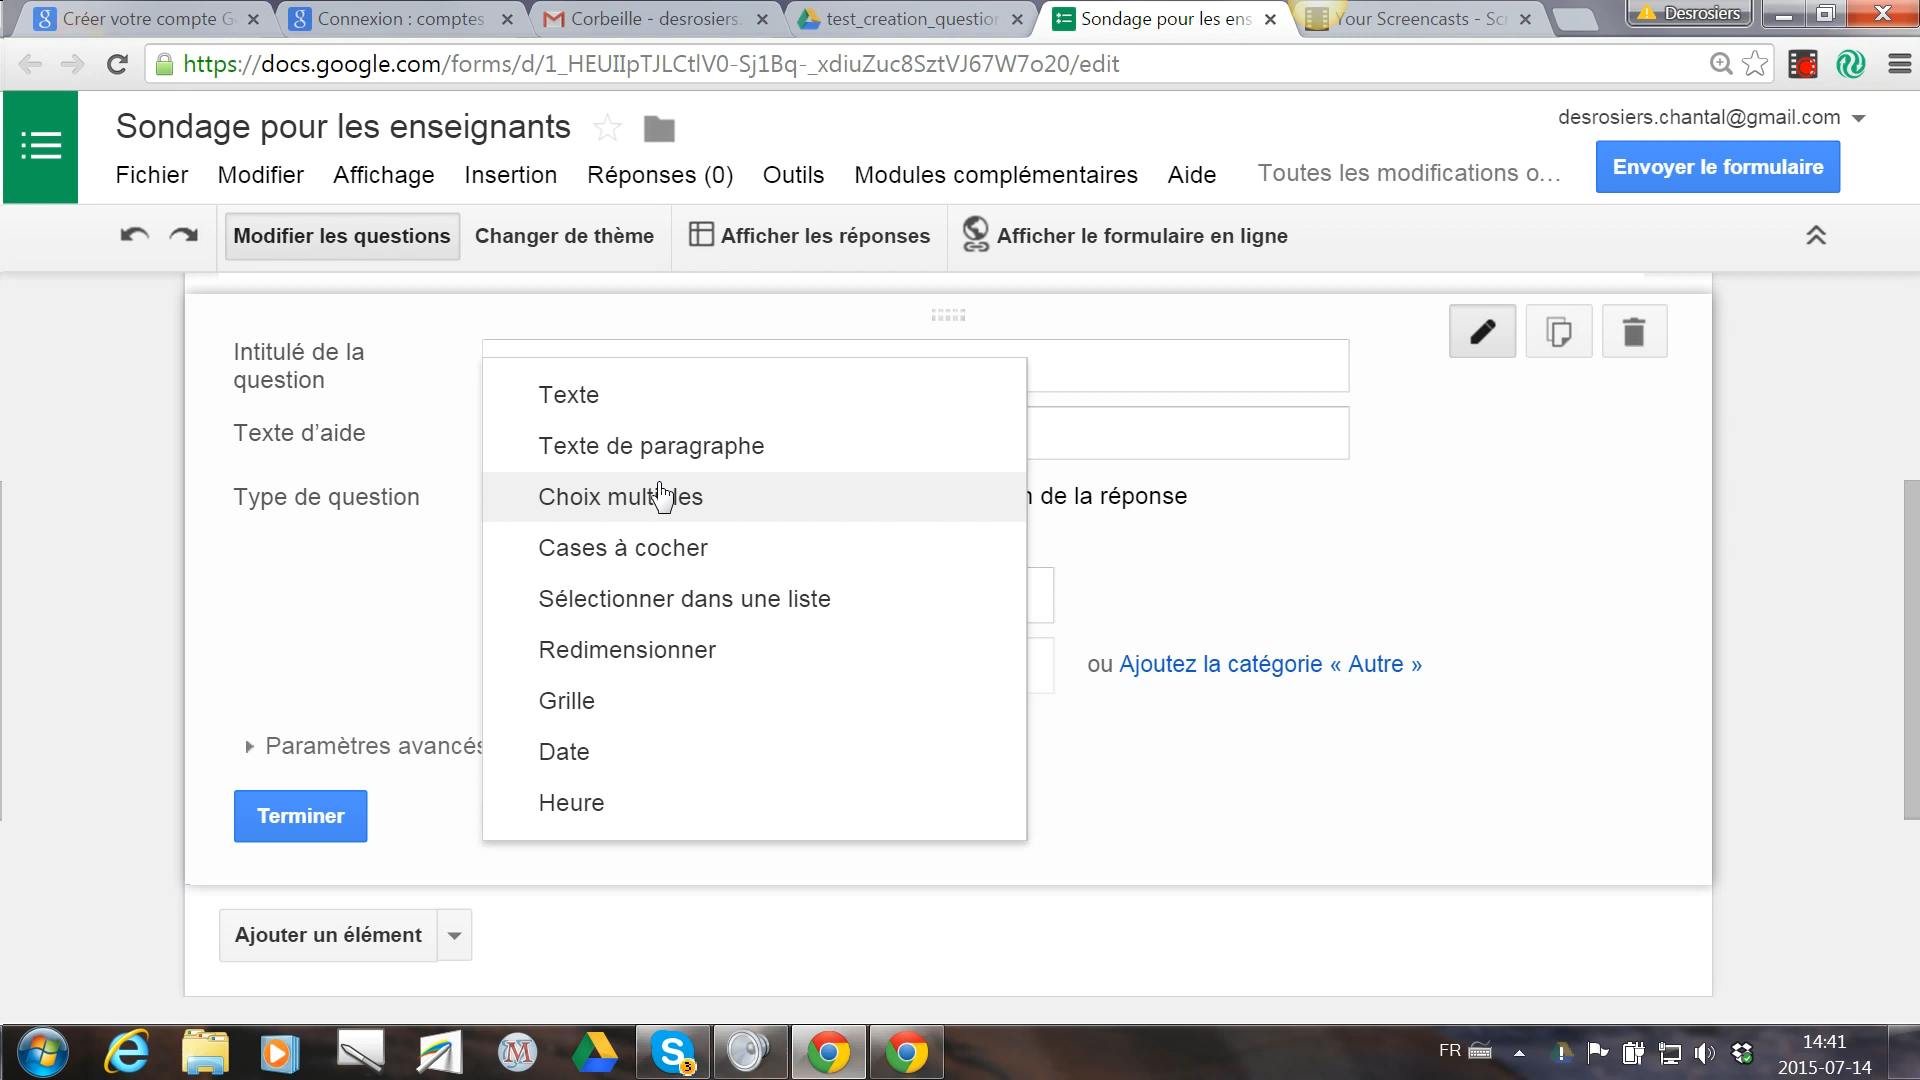 Créer votre compte G
Connexion : comptes
Corbeille - desrosiers.
test_creation_question
Sondage pour les ens
Your Screencasts - Sc
Desrosiers
https://docs.google.com/forms/d/1_HEUIIpTJLCtlV0-Sj1Bq-_xdiuZuc8SztVJ67W7o20/edit
Sondage pour les enseignants
desrosiers.chantal@gmail.com
Fichier Modifier Affichage Insertion Réponses (0) Outils Modules complémentaires Aide Toutes les modifications o…
Envoyer le formulaire
Modifier les questions Changer de thème Afficher les réponses Afficher le formulaire en ligne
Intitulé de la
question
Texte d'aide
Type de question
de la réponse
Texte
Texte de paragraphe
Choix multiples
Cases à cocher
Sélectionner dans une liste
Redimensionner
Grille
Date
Heure
ou Ajoutez la catégorie « Autre »
Paramètres avancés
Terminer
Ajouter un élément
FR
14:41
2015-07-14